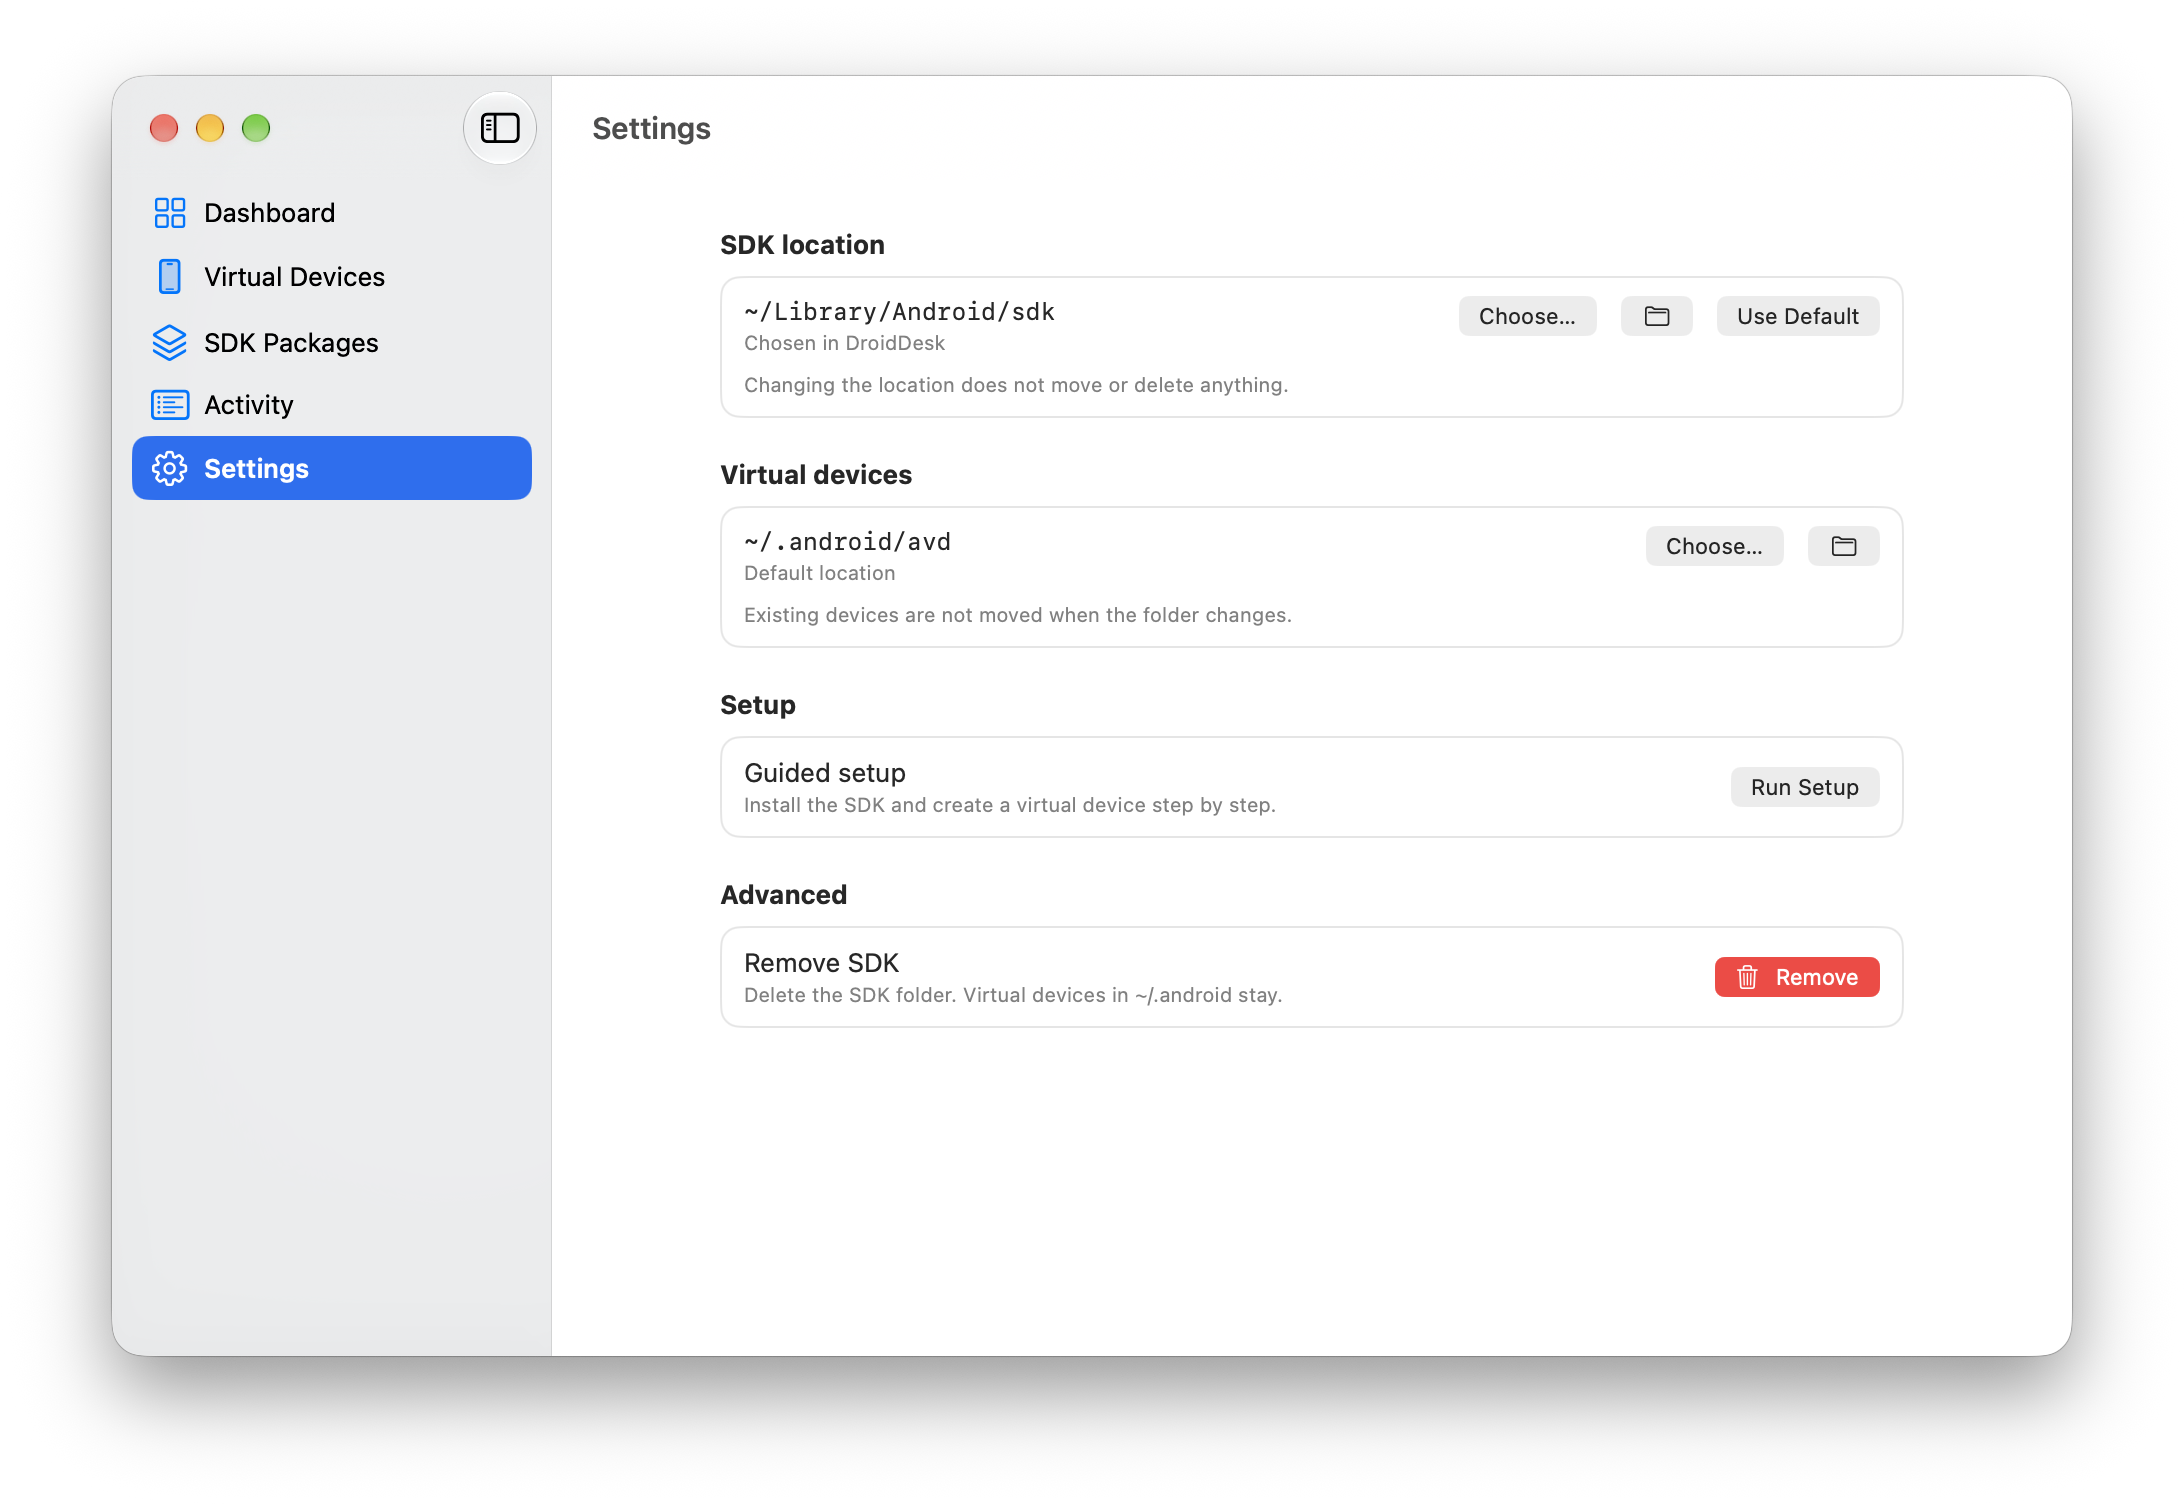 Settings
Dashboard
Virtual Devices
SDK Packages
Activity
Settings
SDK location
~/Library/Android/sdk
Choose...
Use Default
Chosen in DroidDesk
Changing the location does not move or delete anything.
Virtual devices
~/.android/avd
Choose...
Default location
Existing devices are not moved when the folder changes.
Setup
Guided setup
Run Setup
Install the SDK and create a virtual device step by step.
Advanced
Remove SDK
Remove
Delete the SDK folder. Virtual devices in ~/.android stay.